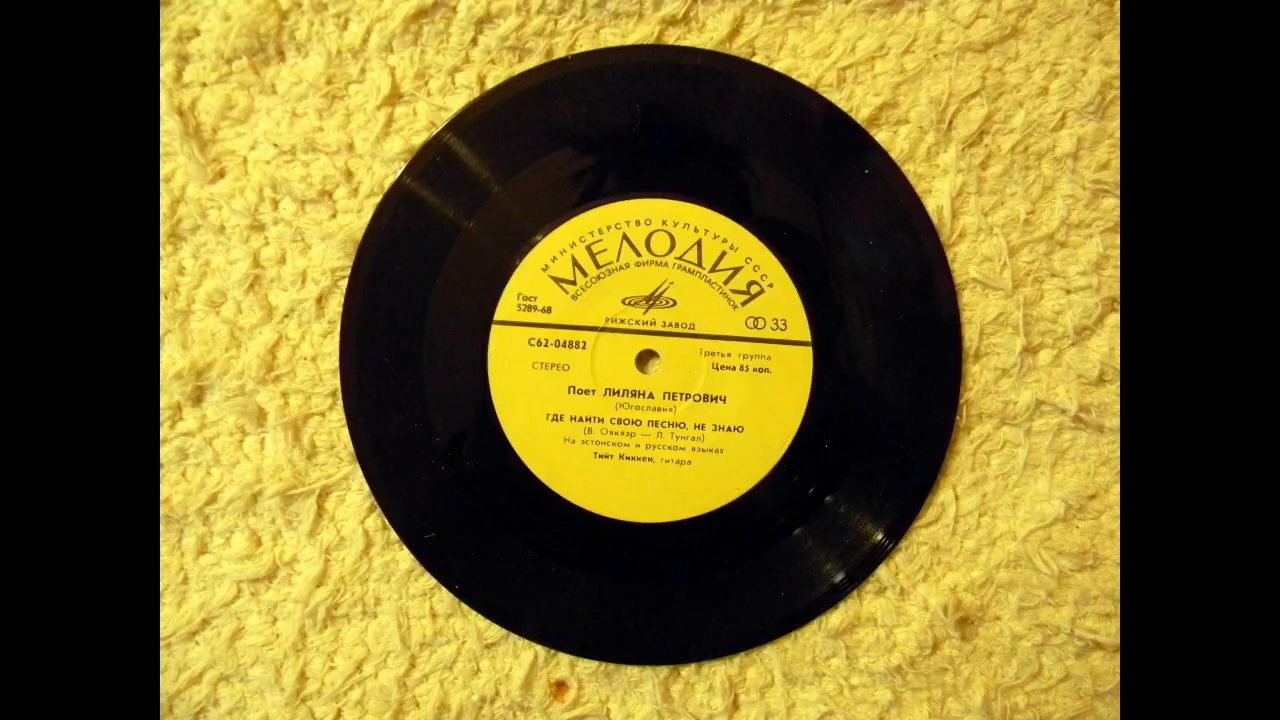 МИНИСТЕРСТВО КУЛЬТУРЫ СССР
МЕЛОДИЯ
ВСЕСОЮЗНАЯ ФИРМА ГРАМПЛАСТИНОК
Гост
5289-68
РИЖСКИЙ ЗАВОД
33
С62-04882
Третья группа
СТЕРЕО
Цена 85 коп.
Поет ЛИЛЯНА ПЕТРОВИЧ
(Югославия)
ГДЕ НАЙТИ СВОЮ ПЕСНЮ, НЕ ЗНАЮ
(В. Оякяэр — Л. Тунгал)
На эстонском и русском языках
Тийт Киккен, гитара